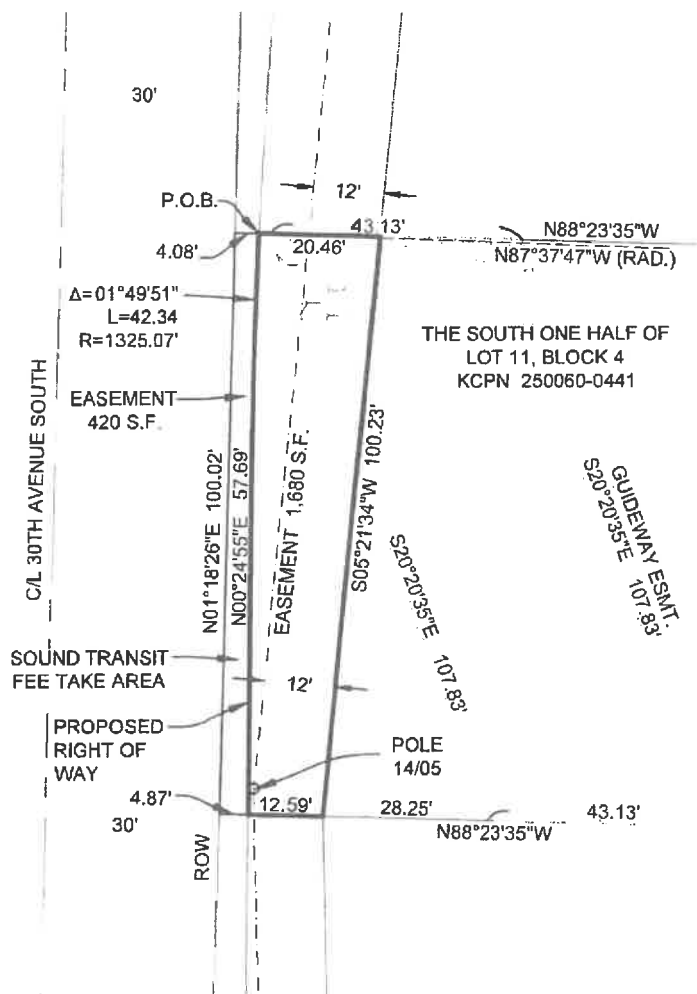 30'
12'
P.O.B.
43.13'
N88°23'35"W
4.08'
20.46'
N87°37'47"W (RAD.)
Δ=01°49'51"
L=42.34
R=1325.07'
THE SOUTH ONE HALF OF
LOT 11, BLOCK 4
KCPN 250060-0441
EASEMENT
420 S.F.
C/L 30TH AVENUE SOUTH
N01°18'26"E 100.02'
N00°24'55"E 57.69'
EASEMENT 1,680 S.F.
S05°21'34"W 100.23'
S20°20'35"E 107.83'
GUIDEWAY ESMT.
S20°20'35"E 107.83'
SOUND TRANSIT
FEE TAKE AREA
12'
PROPOSED
RIGHT OF
WAY
POLE
14/05
4.87'
12.59'
28.25'
43.13'
30'
N88°23'35"W
ROW